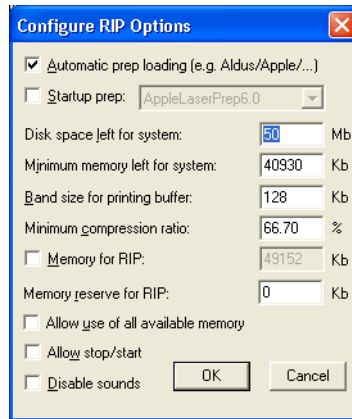 Configure RIP Options
Automatic prep loading (e.g. Aldus/Apple/...)
Startup prep: AppleLaserPrep6.0
Disk space left for system: 50 Mb
Minimum memory left for system: 40930 Kb
Band size for printing buffer: 128 Kb
Minimum compression ratio: 66.70 %
Memory for RIP: 49152 Kb
Memory reserve for RIP: 0 Kb
Allow use of all available memory
Allow stop/start
OK Cancel
Disable sounds